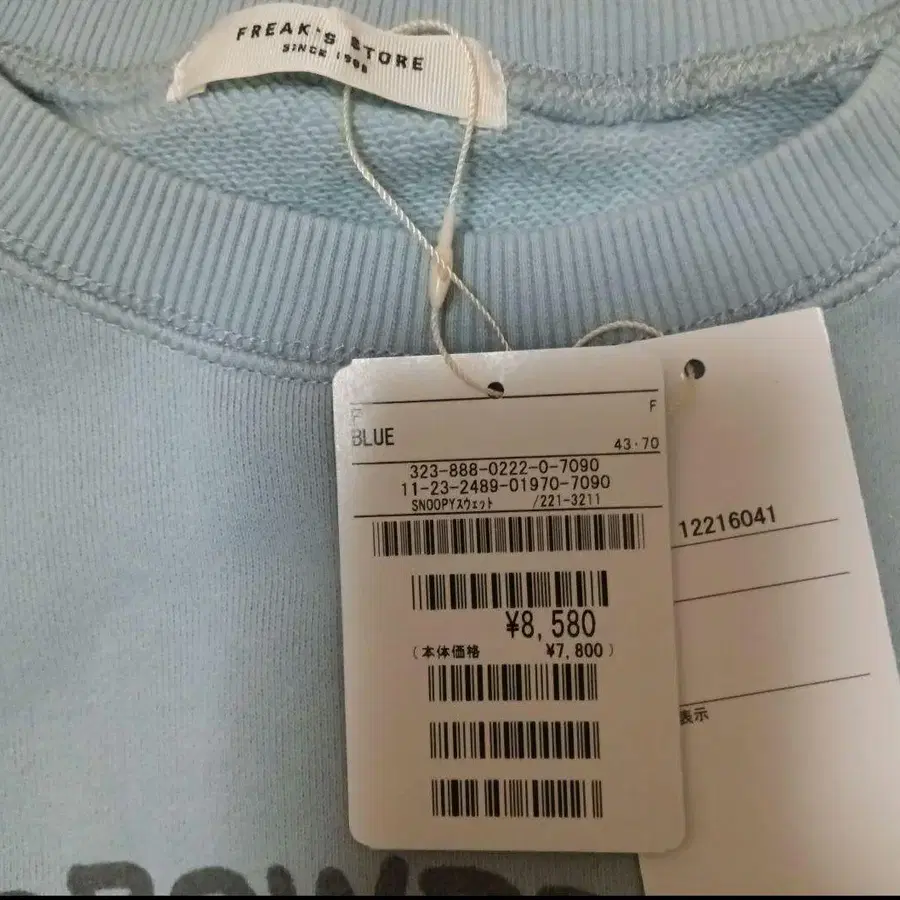 FREAK'S STORE
SINCE 1986
F F
BLUE
43・70
323-888-0222-0-7090
11-23-2489-01970-7090
SNOOPYスウェット /221-3211
¥8,580
(本体価格 ¥7,800)
12216041
表示